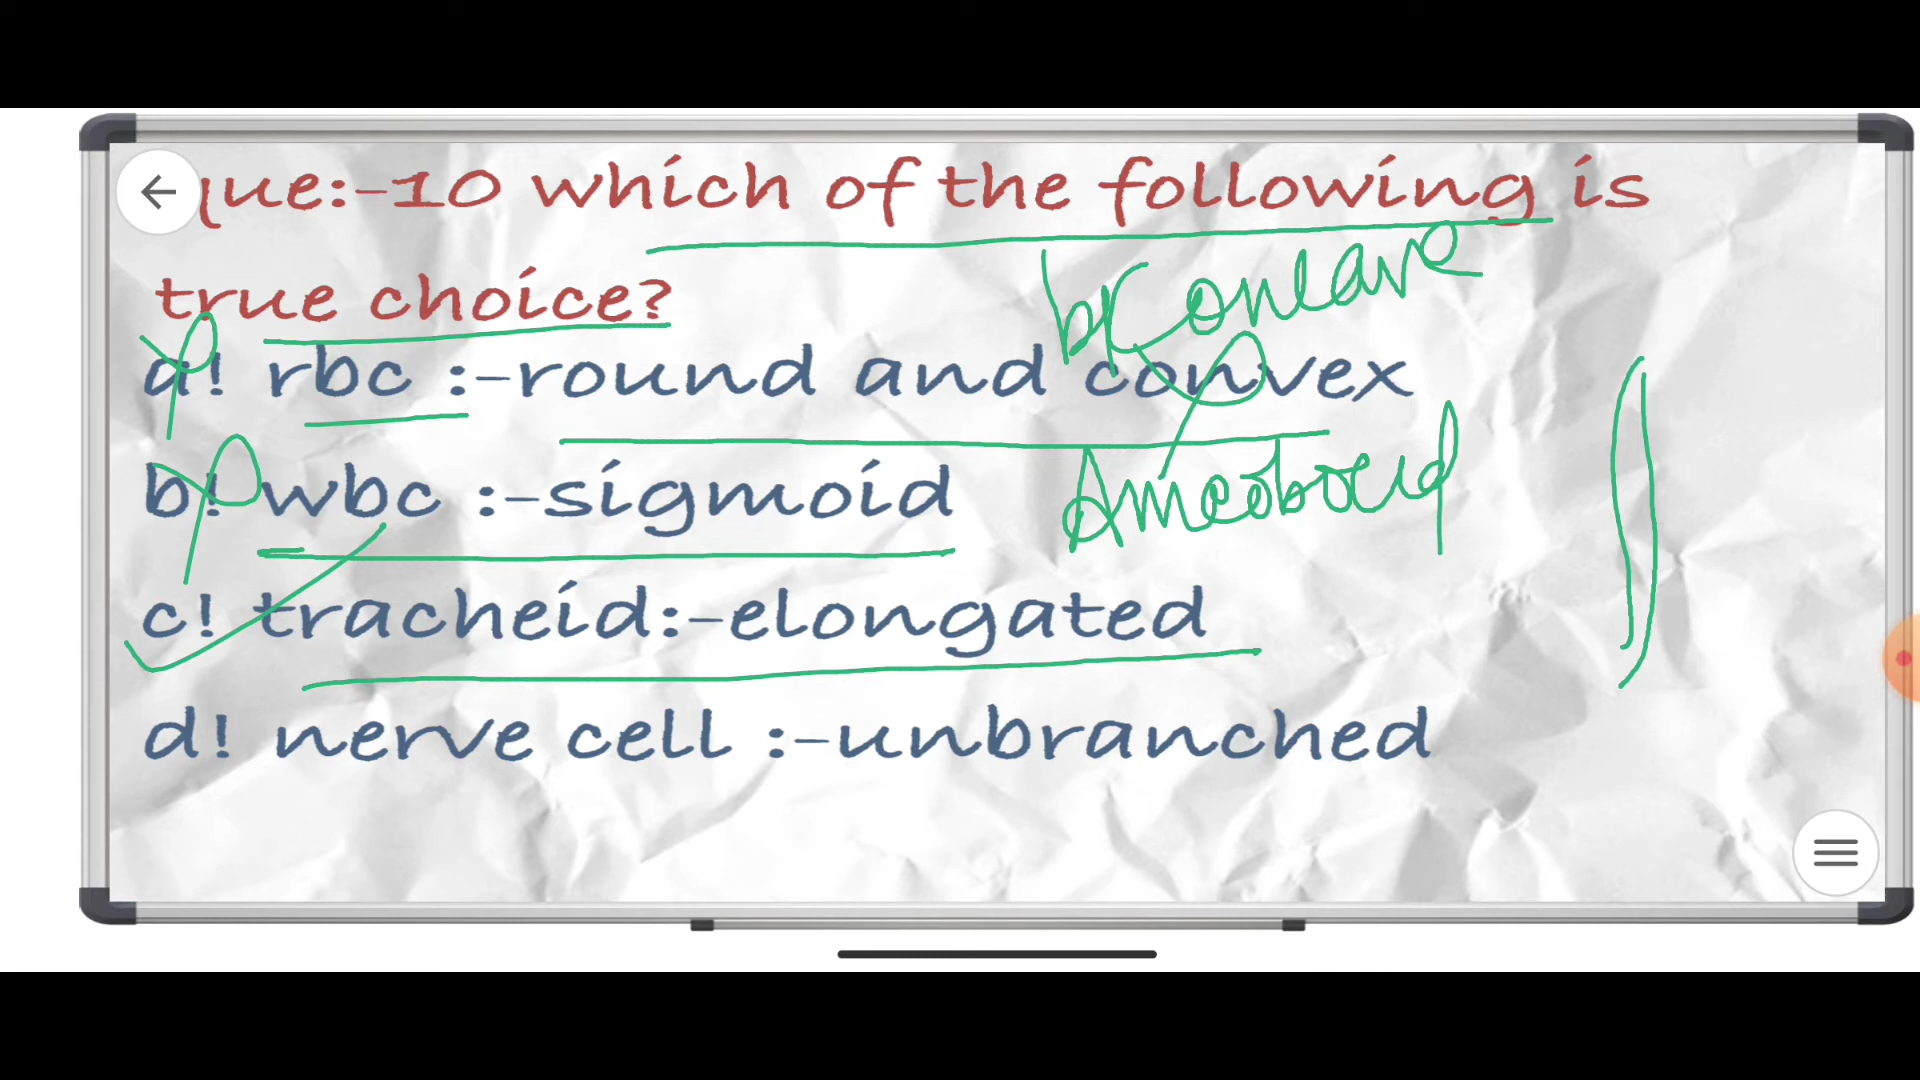 que:-10 which of the following is
true choice?
biconcave
a! rbc :-round and convex
b! wbc :-sigmoid
Amoeboid
c! tracheid:-elongated
d! nerve cell :-unbranched